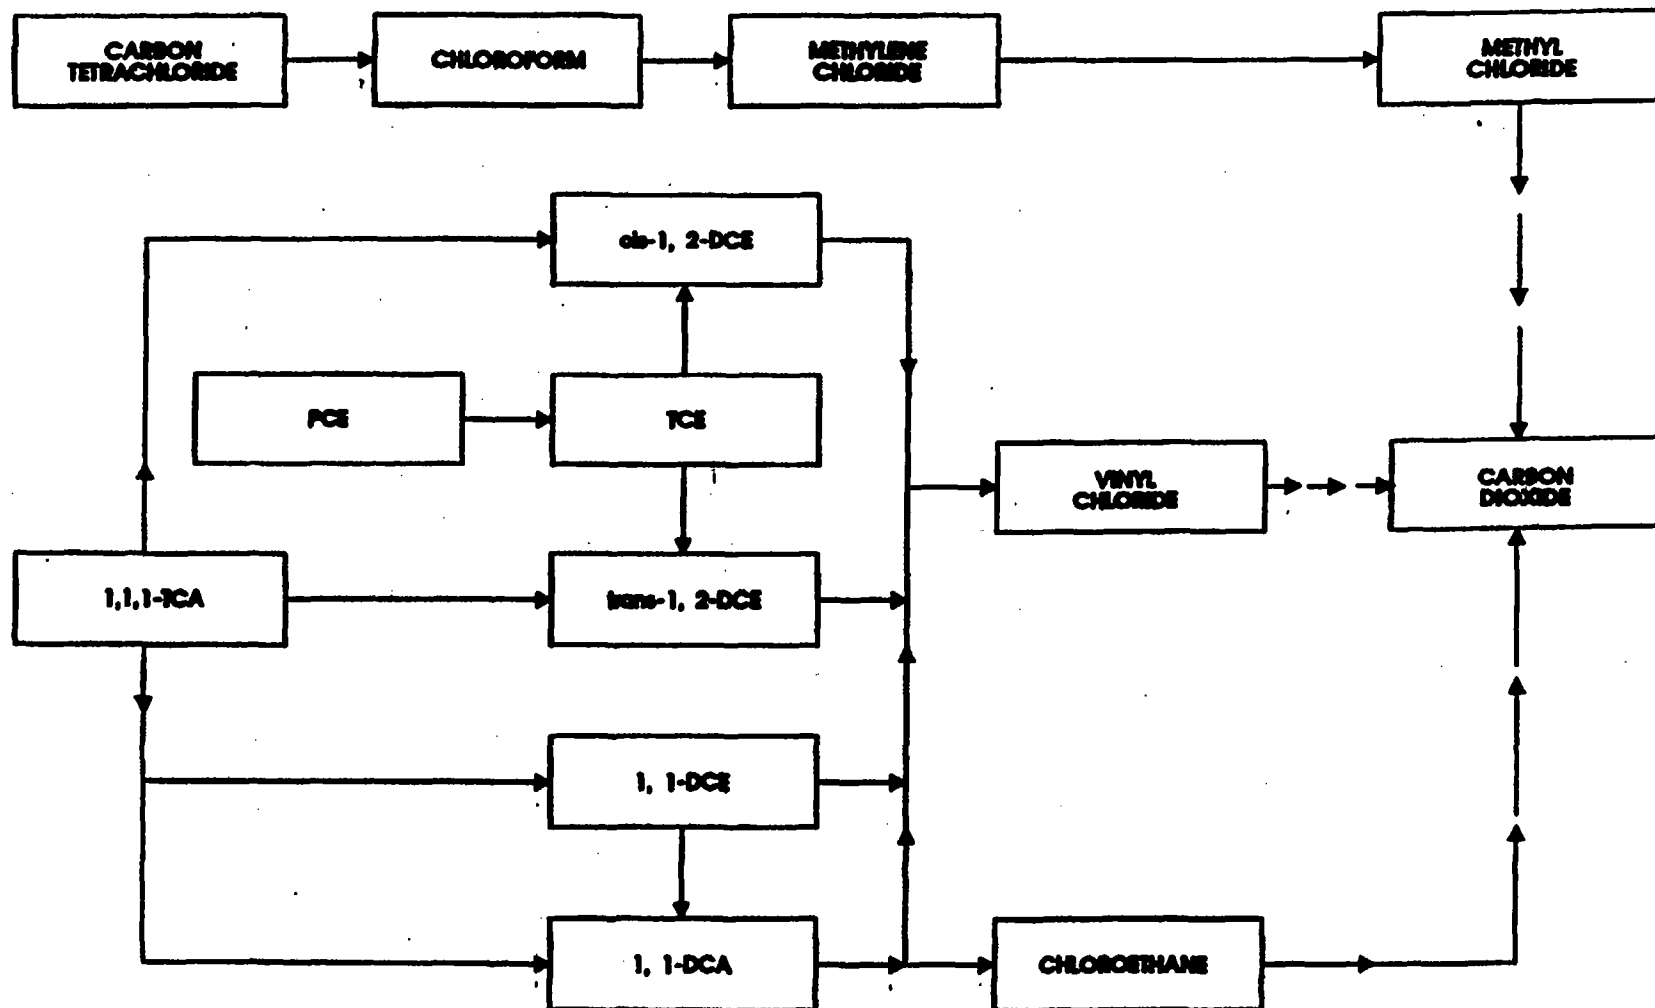 CARBON
TETRACHLORIDE
CHLOROFORM
METHYLENE
CHLORIDE
METHYL
CHLORIDE
cis-1, 2-DCE
PCE
TCE
VINYL
CHLORIDE
CARBON
DIOXIDE
1,1,1-TCA
trans-1, 2-DCE
1, 1-DCE
1, 1-DCA
CHLOROETHANE